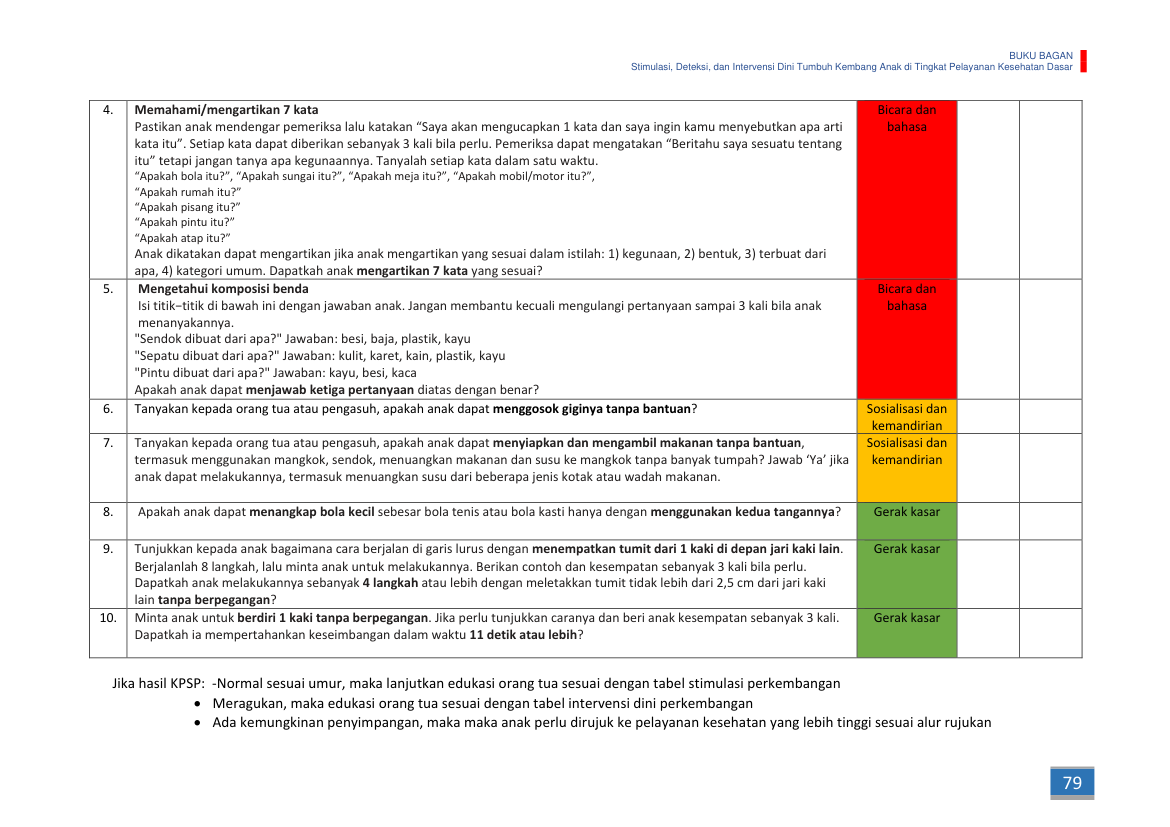 BUKU BAGAN
Stimulasi, Deteksi, dan Intervensi Dini Tumbuh Kembang Anak di Tingkat Pelayanan Kesehatan Dasar
4. Memahami/mengartikan 7 kata Bicara dan
Pastikan anak mendengar pemeriksa lalu katakan “Saya akan mengucapkan 1 kata dan saya ingin kamu menyebutkan apa arti bahasa
kata itu”. Setiap kata dapat diberikan sebanyak 3 kali bila perlu. Pemeriksa dapat mengatakan “Beritahu saya sesuatu tentang
itu” tetapi jangan tanya apa kegunaannya. Tanyalah setiap kata dalam satu waktu.
“Apakah bola itu?”, “Apakah sungai itu?”, “Apakah meja itu?”, “Apakah mobil/motor itu?”,
“Apakah rumah itu?”
“Apakah pisang itu?”
“Apakah pintu itu?”
“Apakah atap itu?”
Anak dikatakan dapat mengartikan jika anak mengartikan yang sesuai dalam istilah: 1) kegunaan, 2) bentuk, 3) terbuat dari
apa, 4) kategori umum. Dapatkah anak mengartikan 7 kata yang sesuai?
5. Mengetahui komposisi benda Bicara dan
Isi titik−titik di bawah ini dengan jawaban anak. Jangan membantu kecuali mengulangi pertanyaan sampai 3 kali bila anak bahasa
menanyakannya.
"Sendok dibuat dari apa?" Jawaban: besi, baja, plastik, kayu
"Sepatu dibuat dari apa?" Jawaban: kulit, karet, kain, plastik, kayu
"Pintu dibuat dari apa?" Jawaban: kayu, besi, kaca
Apakah anak dapat menjawab ketiga pertanyaan diatas dengan benar?
6. Tanyakan kepada orang tua atau pengasuh, apakah anak dapat menggosok giginya tanpa bantuan? Sosialisasi dan
kemandirian
7. Tanyakan kepada orang tua atau pengasuh, apakah anak dapat menyiapkan dan mengambil makanan tanpa bantuan, Sosialisasi dan
termasuk menggunakan mangkok, sendok, menuangkan makanan dan susu ke mangkok tanpa banyak tumpah? Jawab ‘Ya’ jika kemandirian
anak dapat melakukannya, termasuk menuangkan susu dari beberapa jenis kotak atau wadah makanan.
8. Apakah anak dapat menangkap bola kecil sebesar bola tenis atau bola kasti hanya dengan menggunakan kedua tangannya? Gerak kasar
9. Tunjukkan kepada anak bagaimana cara berjalan di garis lurus dengan menempatkan tumit dari 1 kaki di depan jari kaki lain. Gerak kasar
Berjalanlah 8 langkah, lalu minta anak untuk melakukannya. Berikan contoh dan kesempatan sebanyak 3 kali bila perlu.
Dapatkah anak melakukannya sebanyak 4 langkah atau lebih dengan meletakkan tumit tidak lebih dari 2,5 cm dari jari kaki
lain tanpa berpegangan?
10. Minta anak untuk berdiri 1 kaki tanpa berpegangan. Jika perlu tunjukkan caranya dan beri anak kesempatan sebanyak 3 kali. Gerak kasar
Dapatkah ia mempertahankan keseimbangan dalam waktu 11 detik atau lebih?
Jika hasil KPSP: -Normal sesuai umur, maka lanjutkan edukasi orang tua sesuai dengan tabel stimulasi perkembangan
• Meragukan, maka edukasi orang tua sesuai dengan tabel intervensi dini perkembangan
• Ada kemungkinan penyimpangan, maka maka anak perlu dirujuk ke pelayanan kesehatan yang lebih tinggi sesuai alur rujukan
79